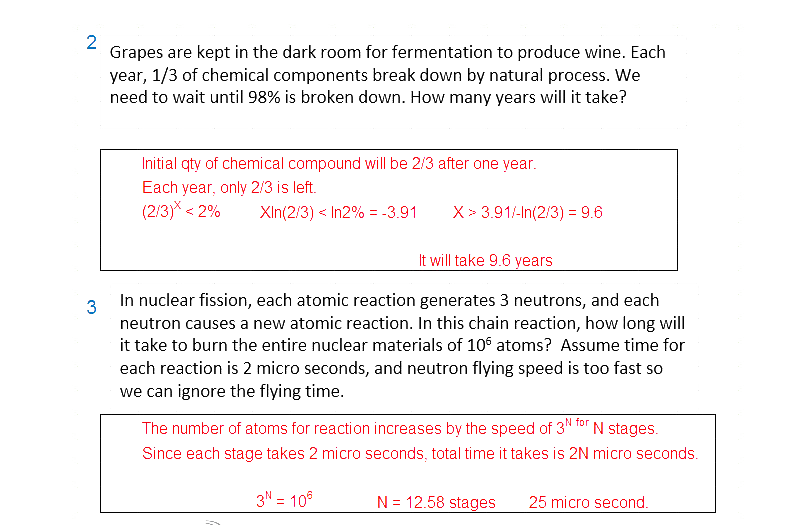 2
Grapes are kept in the dark room for fermentation to produce wine. Each
year, 1/3 of chemical components break down by natural process. We
need to wait until 98% is broken down. How many years will it take?
Initial qty of chemical compound will be 2/3 after one year.
Each year, only 2/3 is left.
(2/3)^X < 2% Xln(2/3) < ln2% = -3.91 X > 3.91/-ln(2/3) = 9.6
It will take 9.6 years
3
In nuclear fission, each atomic reaction generates 3 neutrons, and each
neutron causes a new atomic reaction. In this chain reaction, how long will
it take to burn the entire nuclear materials of 10⁶ atoms? Assume time for
each reaction is 2 micro seconds, and neutron flying speed is too fast so
we can ignore the flying time.
The number of atoms for reaction increases by the speed of 3^N for N stages.
Since each stage takes 2 micro seconds, total time it takes is 2N micro seconds.
3^N = 10⁶ N = 12.58 stages 25 micro second.